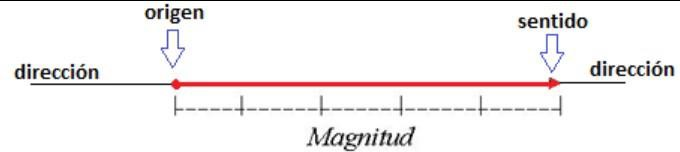 origen
sentido
dirección
dirección
Magnitud